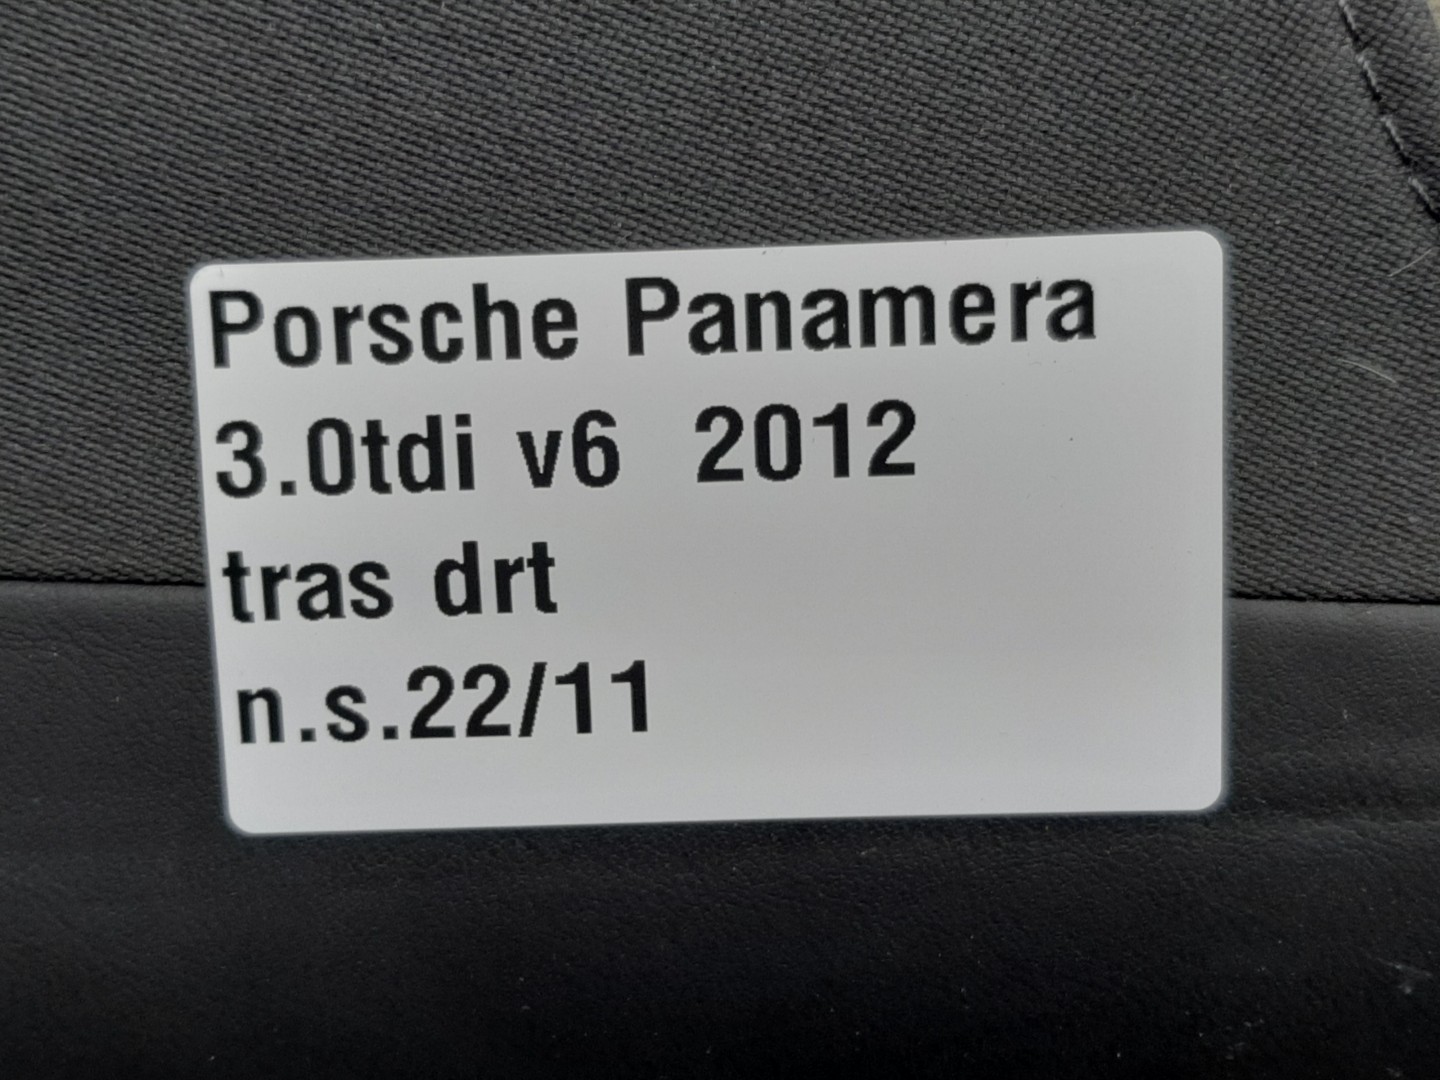 Porsche Panamera
3.0tdi v6 2012
tras drt
n.s.22/11